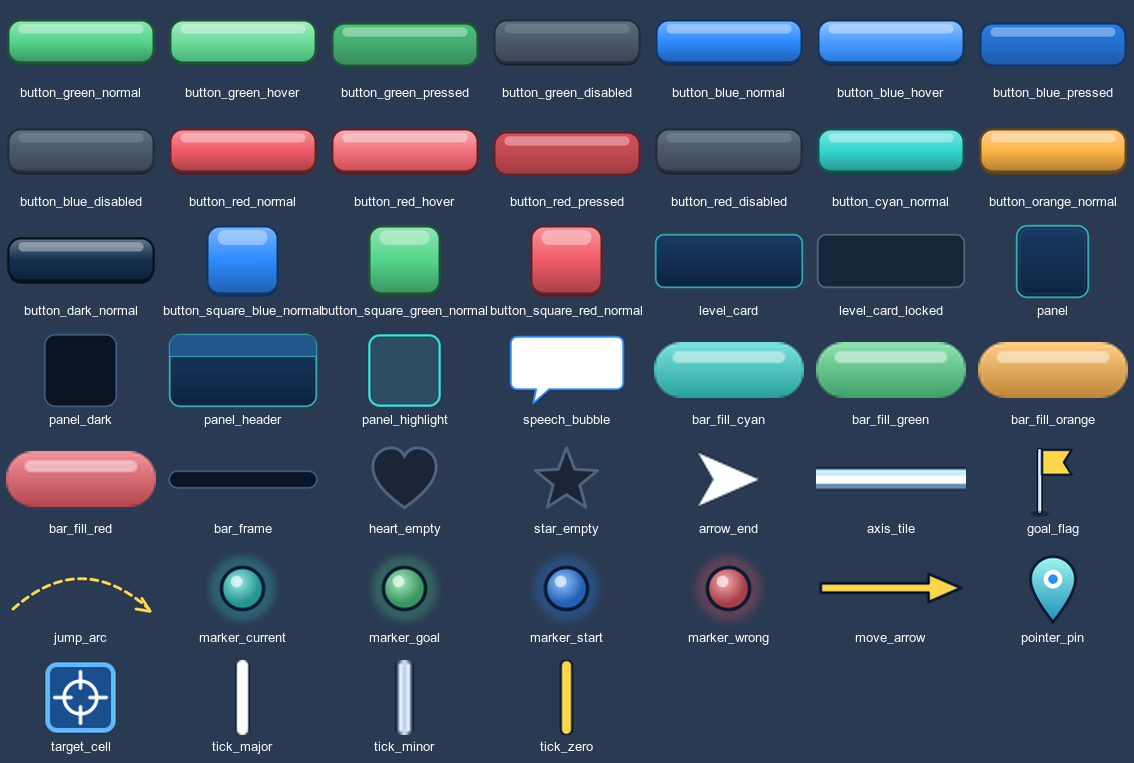 button_green_normal
button_green_hover
button_green_pressed
button_green_disabled
button_blue_normal
button_blue_hover
button_blue_pressed
button_blue_disabled
button_red_normal
button_red_hover
button_red_pressed
button_red_disabled
button_cyan_normal
button_orange_normal
button_dark_normal
button_square_blue_normal
button_square_green_normal
button_square_red_normal
level_card
level_card_locked
panel
panel_dark
panel_header
panel_highlight
speech_bubble
bar_fill_cyan
bar_fill_green
bar_fill_orange
bar_fill_red
bar_frame
heart_empty
star_empty
arrow_end
axis_tile
goal_flag
jump_arc
marker_current
marker_goal
marker_start
marker_wrong
move_arrow
pointer_pin
target_cell
tick_major
tick_minor
tick_zero